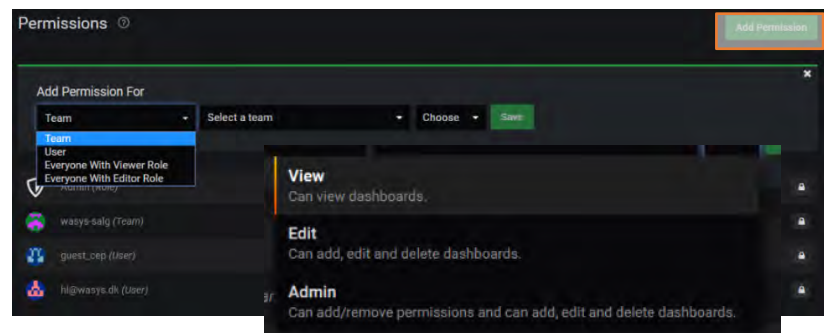 Permissions
Add Permission
Add Permission For
Team
Select a team
Choose
Save
Team
User
Everyone With Viewer Role
Everyone With Editor Role
Admin (Role)
wasys-salg (Team)
guest_cep (User)
hl@wasys.dk (User)
View
Can view dashboards.
Edit
Can add, edit and delete dashboards.
Admin
Can add/remove permissions and can add, edit and delete dashboards.